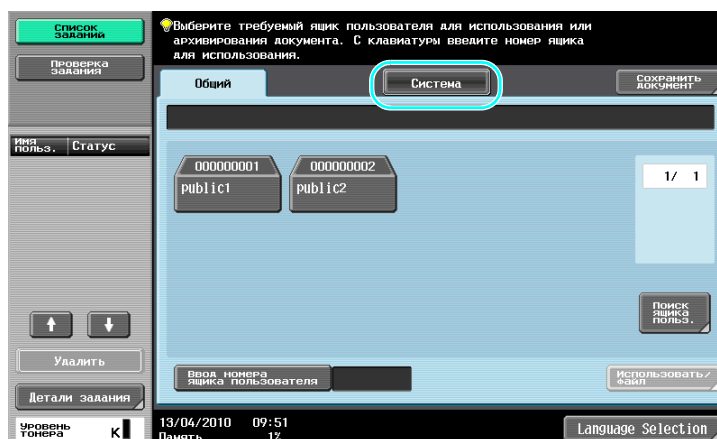 Список
заданий
Проверка
задания
Имя
польз.
Статус
Удалить
Детали задания
Уровень
тонера
K
Выберите требуемый ящик пользователя для использования или
архивирования документа. С клавиатуры введите номер ящика
для использования.
Общий
Система
Сохранить
документ
000000001
public1
000000002
public2
1/ 1
Поиск
ящика
польз.
Ввод номера
ящика пользователя
Использовать/
файл
13/04/2010 09:51
Память 1%
Language Selection